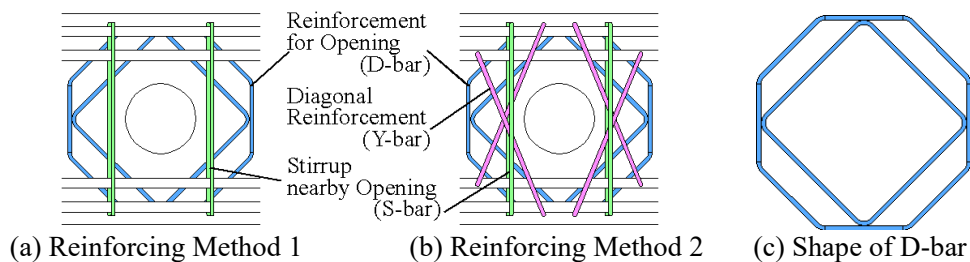 Reinforcement
for Opening
(D-bar)
Diagonal
Reinforcement
(Y-bar)
Stirrup
nearby Opening
(S-bar)
(a) Reinforcing Method 1
(b) Reinforcing Method 2
(c) Shape of D-bar